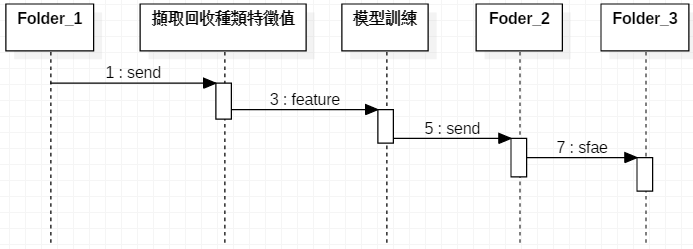 Folder_1
擷取回收種類特徵值
模型訓練
Foder_2
Folder_3
1 : send
3 : feature
5 : send
7 : sfae